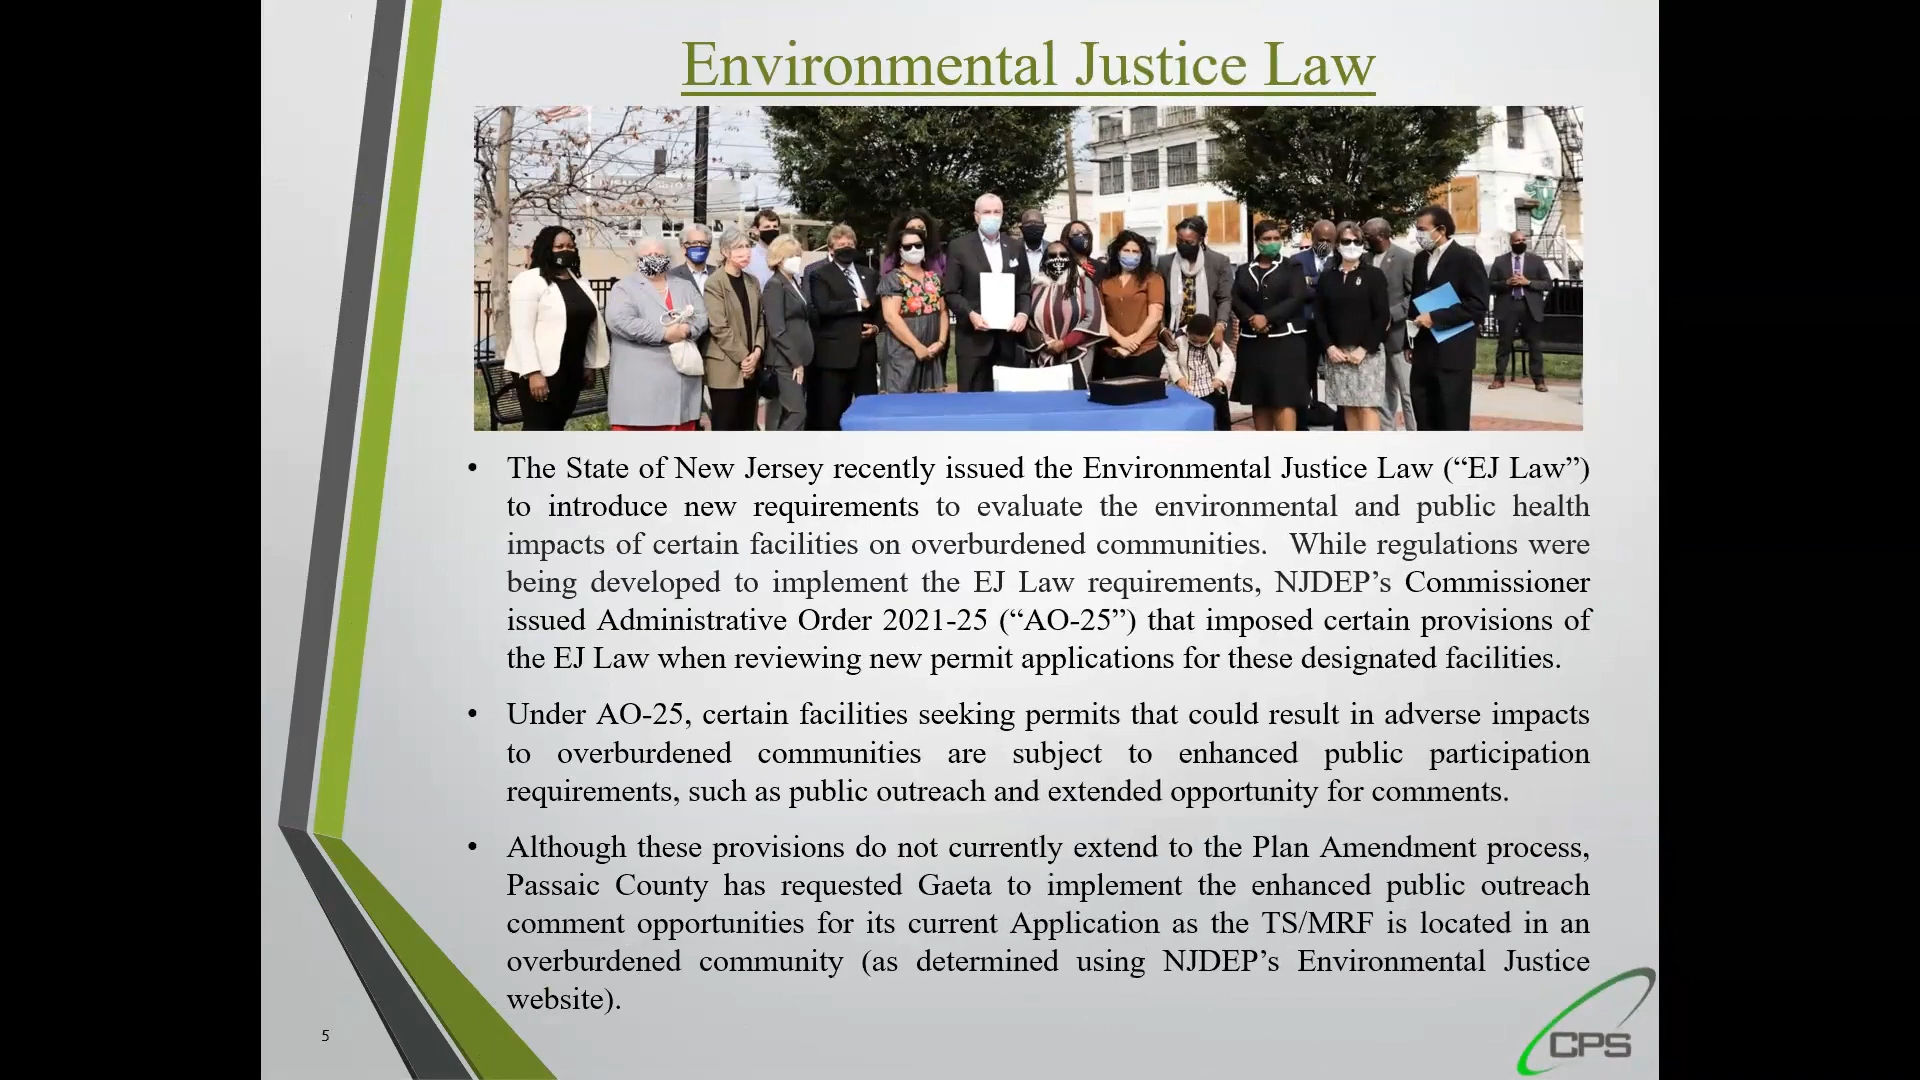 Environmental Justice Law
• The State of New Jersey recently issued the Environmental Justice Law (“EJ Law”)
to introduce new requirements to evaluate the environmental and public health
impacts of certain facilities on overburdened communities.  While regulations were
being developed to implement the EJ Law requirements, NJDEP’s Commissioner
issued Administrative Order 2021-25 (“AO-25”) that imposed certain provisions of
the EJ Law when reviewing new permit applications for these designated facilities.
• Under AO-25, certain facilities seeking permits that could result in adverse impacts
to overburdened communities are subject to enhanced public participation
requirements, such as public outreach and extended opportunity for comments.
• Although these provisions do not currently extend to the Plan Amendment process,
Passaic County has requested Gaeta to implement the enhanced public outreach
comment opportunities for its current Application as the TS/MRF is located in an
overburdened community (as determined using NJDEP’s Environmental Justice
website).
5
CPS